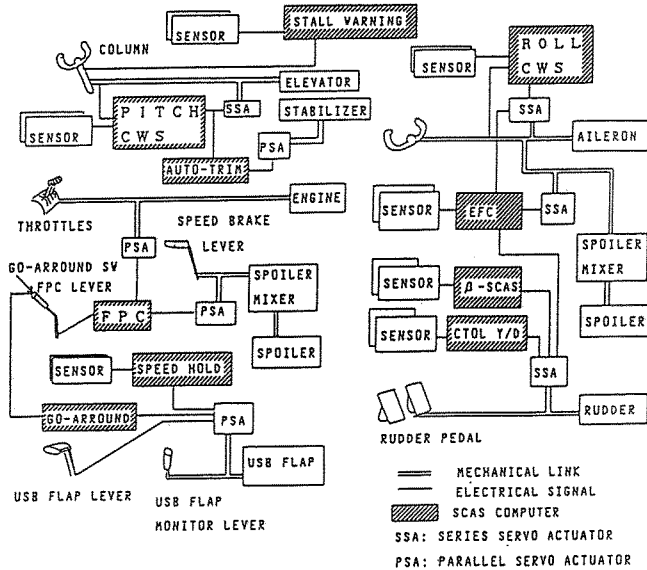 STALL WARNING
SENSOR
COLUMN
ELEVATOR
SSA
STABILIZER
PITCH
CWS
SENSOR
PSA
AUTO-TRIM
ENGINE
THROTTLES
SPEED BRAKE
LEVER
PSA
GO-ARROUND SW
FPC LEVER
SPOILER
MIXER
FPC
PSA
SPOILER
SENSOR
SPEED HOLD
GO-ARROUND
PSA
USB FLAP
USB FLAP LEVER
USB FLAP
MONITOR LEVER
ROLL
CWS
SENSOR
SSA
AILERON
SENSOR
EFC
SSA
SPOILER
MIXER
SENSOR
β-SCAS
SPOILER
SENSOR
CTOL Y/D
SSA
RUDDER
RUDDER PEDAL
MECHANICAL LINK
ELECTRICAL SIGNAL
SCAS COMPUTER
SSA: SERIES SERVO ACTUATOR
PSA: PARALLEL SERVO ACTUATOR